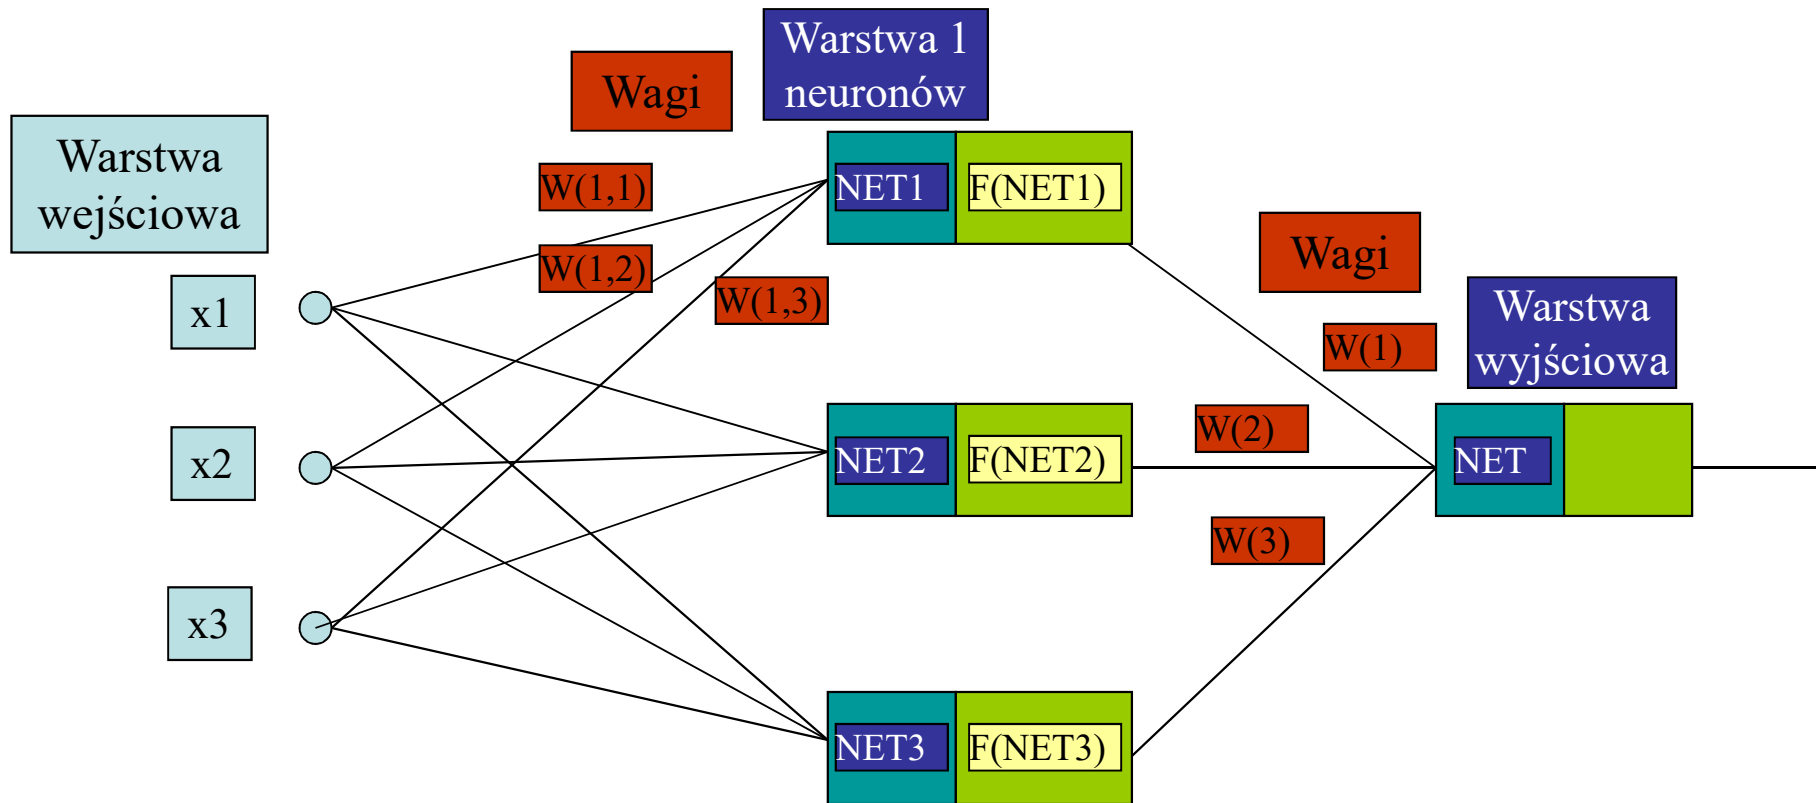 Warstwa
wejściowa
Wagi
Warstwa 1
neuronów
W(1,1)
W(1,2)
W(1,3)
x1
x2
x3
NET1
F(NET1)
NET2
F(NET2)
NET3
F(NET3)
Wagi
W(1)
W(2)
W(3)
Warstwa
wyjściowa
NET